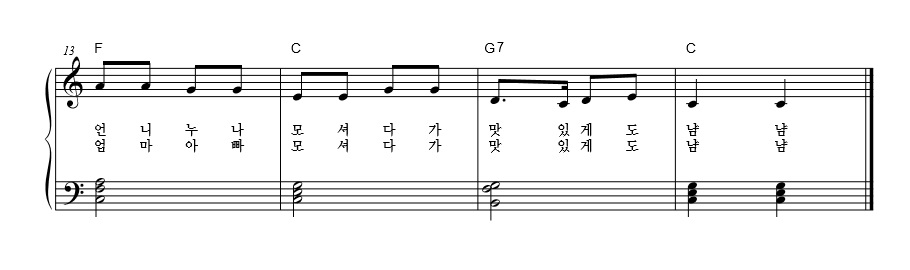 13 F C G7 C
언 니 누 나 모 셔 다 가 맛 있 게 도 냠 냠
엄 마 아 빠 모 셔 다 가 맛 있 게 도 냠 냠